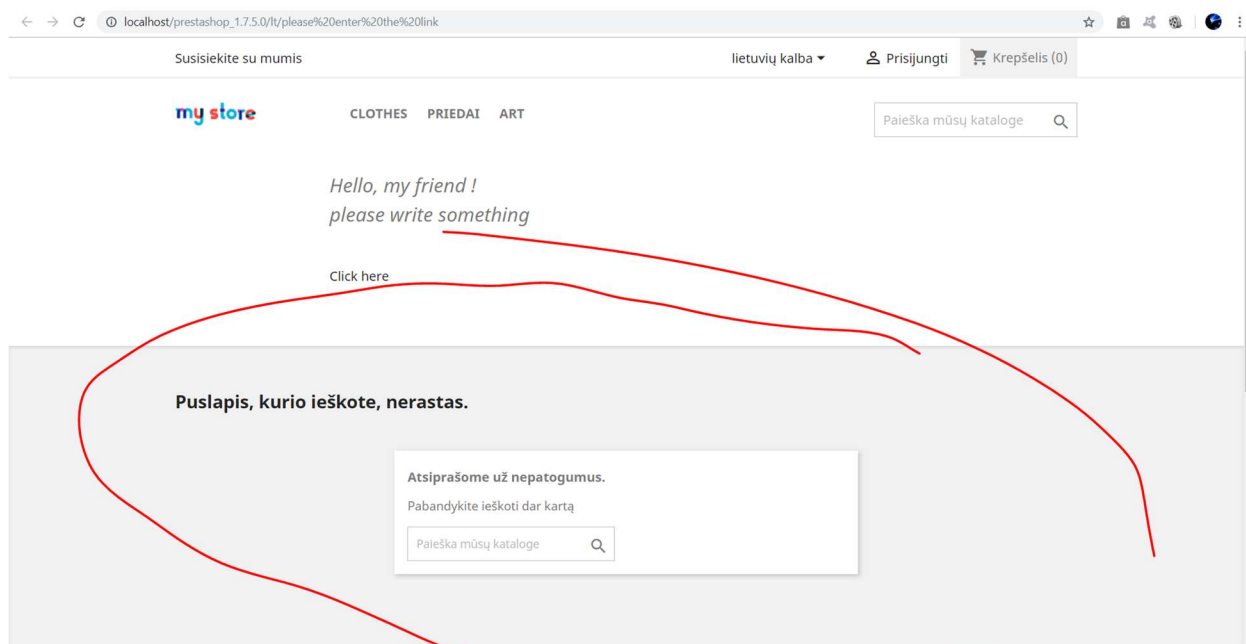 localhost/prestashop_1.7.5.0/lt/please%20enter%20the%20link
Susisiekite su mumis lietuvių kalba Prisijungti Krepšelis (0)
my store CLOTHES PRIEDAI ART Paieška mūsų kataloge
Hello, my friend !
please write something
Click here
Puslapis, kurio ieškote, nerastas.
Atsiprašome už nepatogumus.
Pabandykite ieškoti dar kartą
Paieška mūsų kataloge